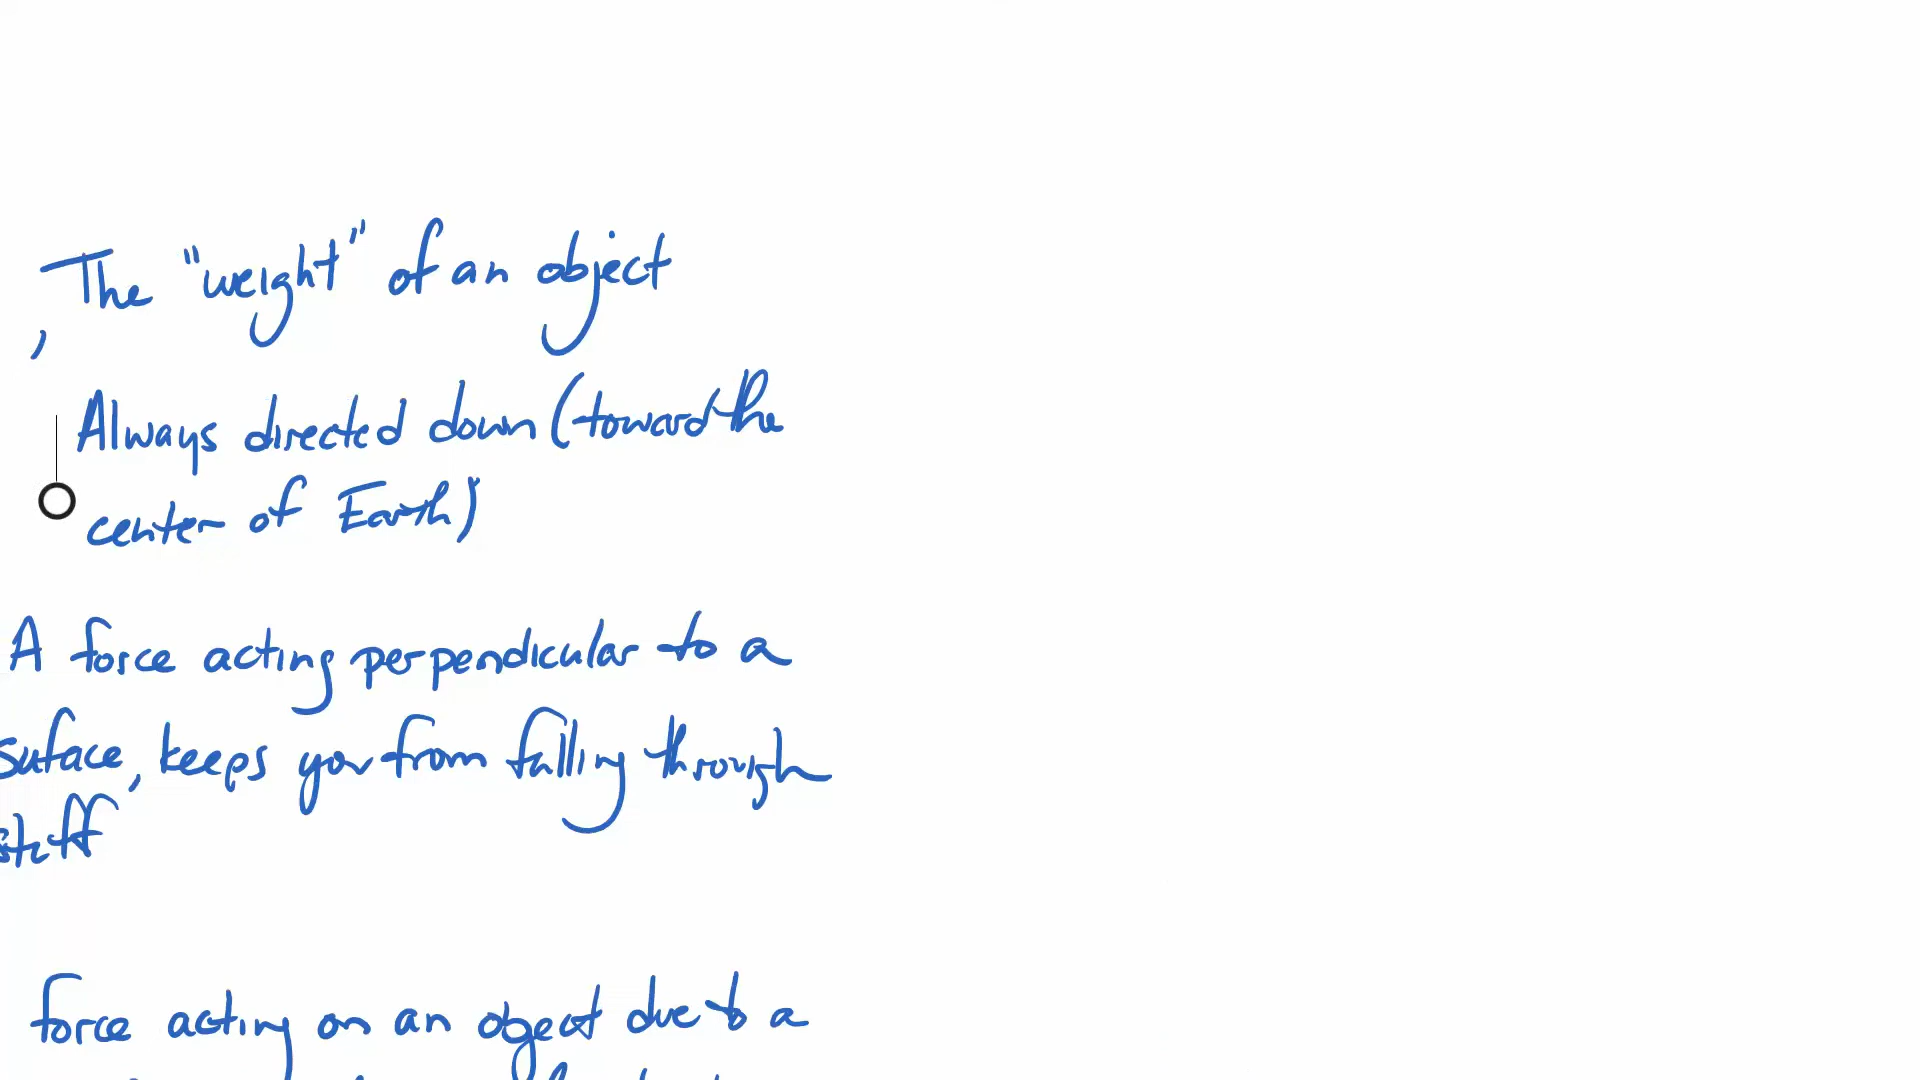 The "weight" of an object
,
Always directed down (toward the
center of Earth)
A force acting perpendicular to a
suface, keeps you from falling through
stuff
force acting on an object due to a